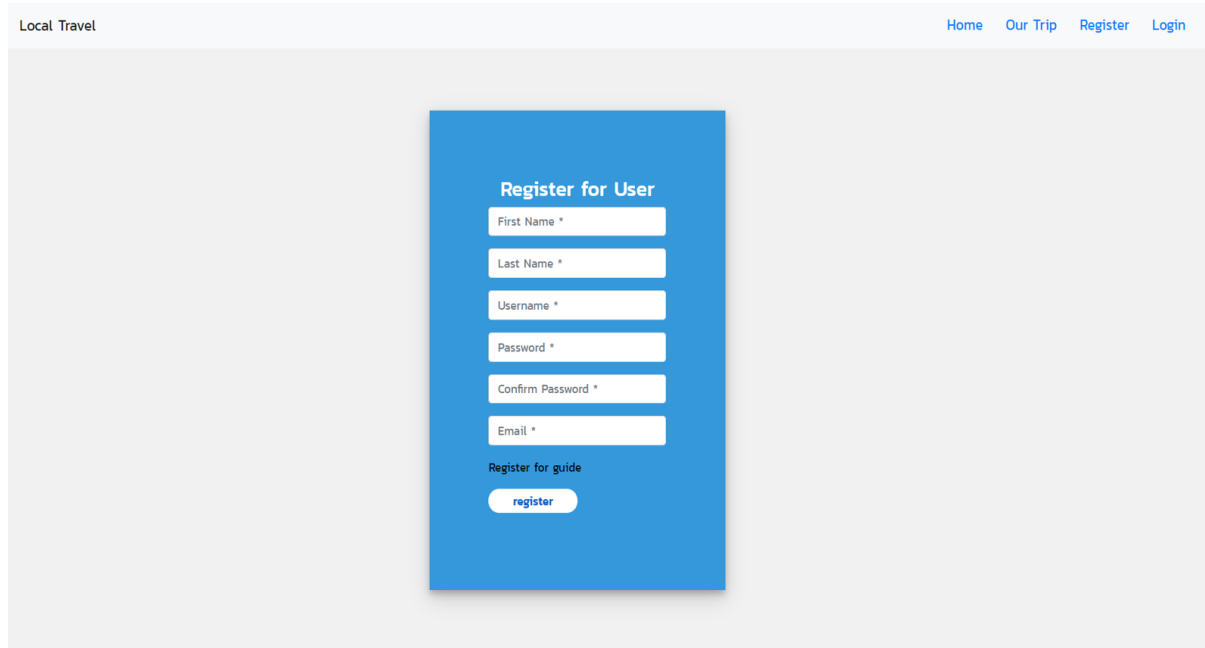 Local Travel
Home Our Trip Register Login
Register for User
First Name *
Last Name *
Username *
Password *
Confirm Password *
Email *
Register for guide
register